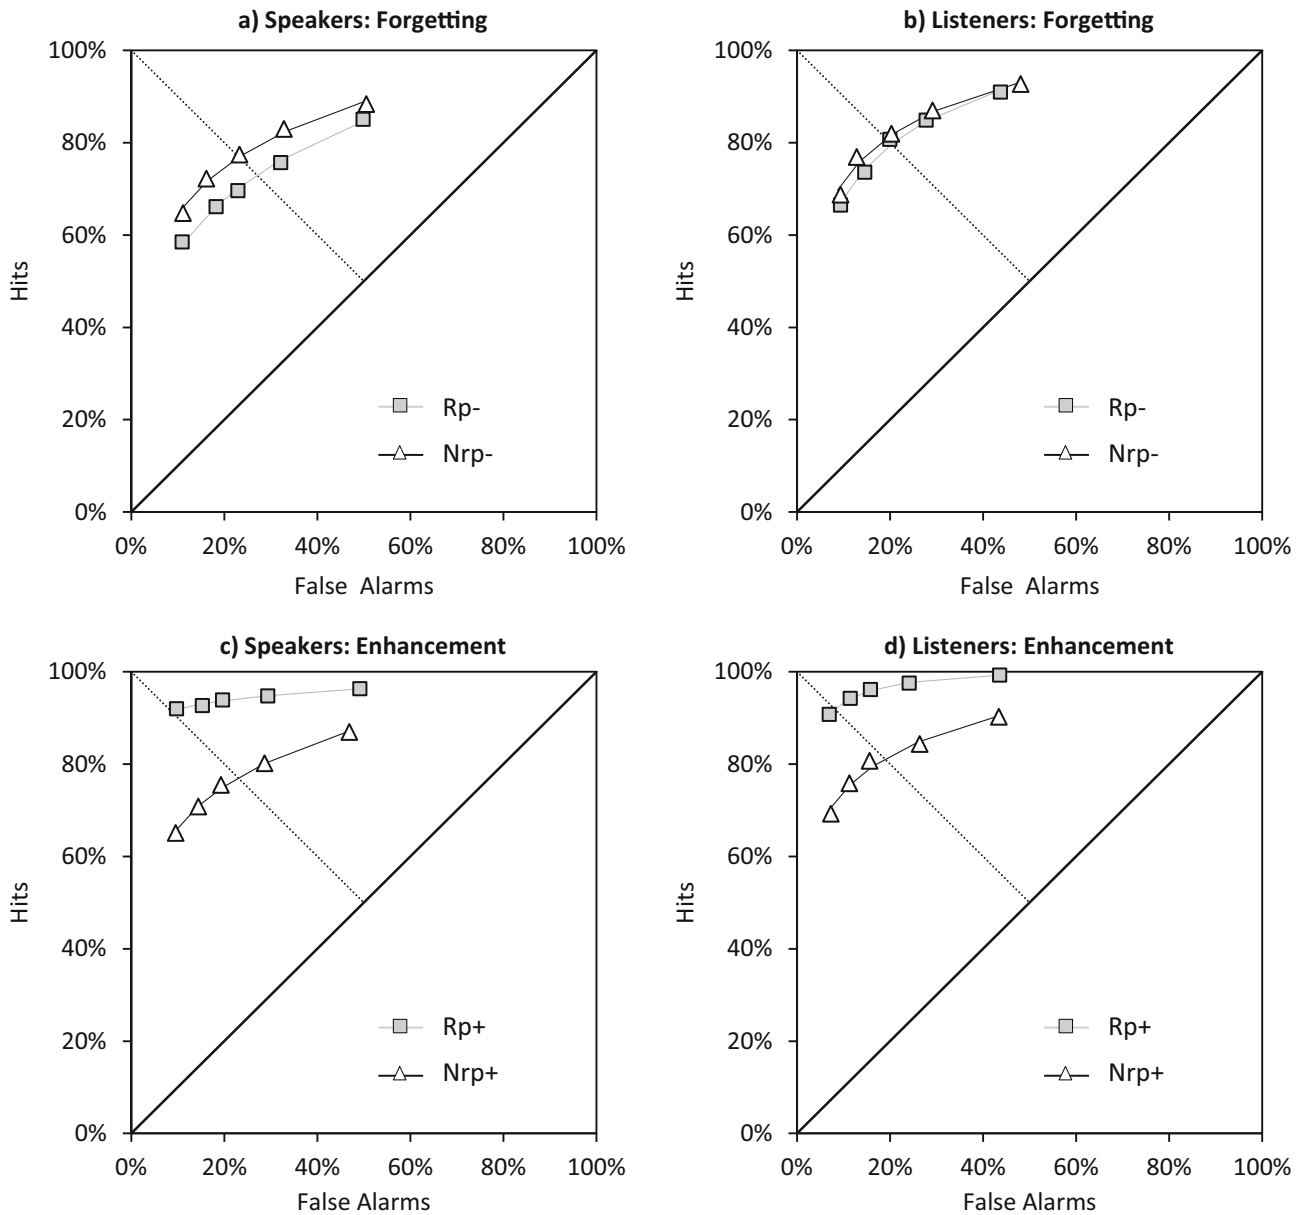 a) Speakers: Forgetting
100%
80%
60%
40%
20%
0%
Hits
Rp-
Nrp-
0% 20% 40% 60% 80% 100%
False Alarms
b) Listeners: Forgetting
100%
80%
60%
40%
20%
0%
Hits
Rp-
Nrp-
0% 20% 40% 60% 80% 100%
False Alarms
c) Speakers: Enhancement
100%
80%
60%
40%
20%
0%
Hits
Rp+
Nrp+
0% 20% 40% 60% 80% 100%
False Alarms
d) Listeners: Enhancement
100%
80%
60%
40%
20%
0%
Hits
Rp+
Nrp+
0% 20% 40% 60% 80% 100%
False Alarms